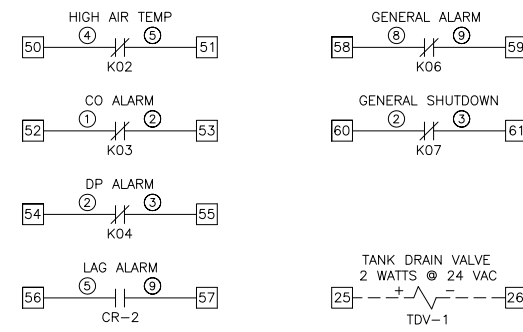 HIGH AIR TEMP
50 4 5 51
K02
CO ALARM
52 1 2 53
K03
DP ALARM
54 2 3 55
K04
LAG ALARM
56 5 9 57
CR-2
GENERAL ALARM
58 8 9 59
K06
GENERAL SHUTDOWN
60 2 3 61
K07
TANK DRAIN VALVE
2 WATTS @ 24 VAC
25 + - 26
TDV-1